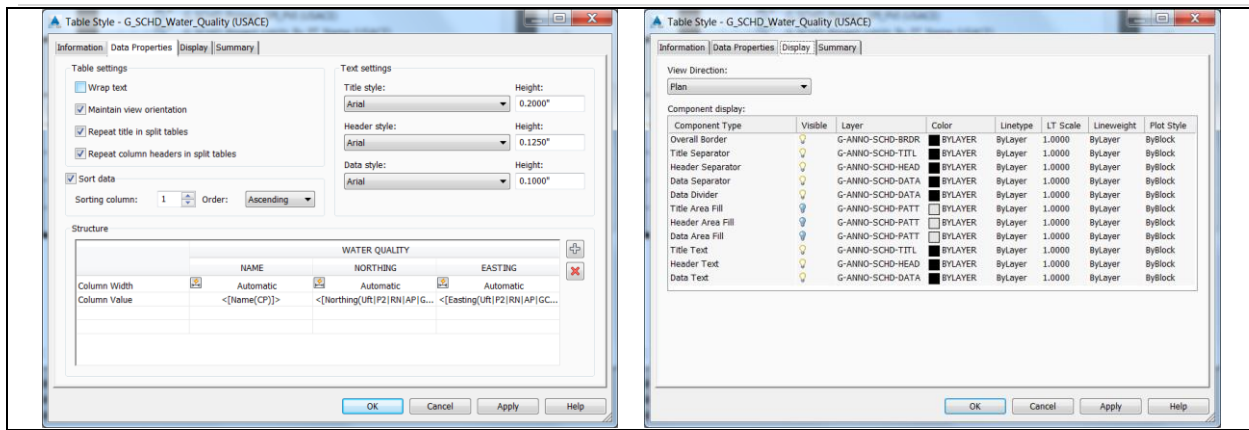 Table Style - G_SCHD_Water_Quality (USACE)
Information Data Properties Display Summary
Table settings
Wrap text
Maintain view orientation
Repeat title in split tables
Repeat column headers in split tables
Sort data
Sorting column: 1 Order: Ascending
Text settings
Title style: Height:
Arial 0.2000"
Header style: Height:
Arial 0.1250"
Data style: Height:
Arial 0.1000"
Structure
WATER QUALITY
NAME NORTHING EASTING
Column Width Automatic Automatic Automatic
Column Value <[Name(CP)]> <[Northing(Uft|P2|RN|AP|G... <[Easting(Uft|P2|RN|AP|GC...
OK Cancel Apply Help
Table Style - G_SCHD_Water_Quality (USACE)
Information Data Properties Display Summary
View Direction:
Plan
Component display:
Component Type Visible Layer Color Linetype LT Scale Lineweight Plot Style
Overall Border G-ANNO-SCHD-BRDR BYLAYER ByLayer 1.0000 ByLayer ByBlock
Title Separator G-ANNO-SCHD-TITL BYLAYER ByLayer 1.0000 ByLayer ByBlock
Header Separator G-ANNO-SCHD-HEAD BYLAYER ByLayer 1.0000 ByLayer ByBlock
Data Separator G-ANNO-SCHD-DATA BYLAYER ByLayer 1.0000 ByLayer ByBlock
Data Divider G-ANNO-SCHD-DATA BYLAYER ByLayer 1.0000 ByLayer ByBlock
Title Area Fill G-ANNO-SCHD-PATT BYLAYER ByLayer 1.0000 ByLayer ByBlock
Header Area Fill G-ANNO-SCHD-PATT BYLAYER ByLayer 1.0000 ByLayer ByBlock
Data Area Fill G-ANNO-SCHD-PATT BYLAYER ByLayer 1.0000 ByLayer ByBlock
Title Text G-ANNO-SCHD-TITL BYLAYER ByLayer 1.0000 ByLayer ByBlock
Header Text G-ANNO-SCHD-HEAD BYLAYER ByLayer 1.0000 ByLayer ByBlock
Data Text G-ANNO-SCHD-DATA BYLAYER ByLayer 1.0000 ByLayer ByBlock
OK Cancel Apply Help